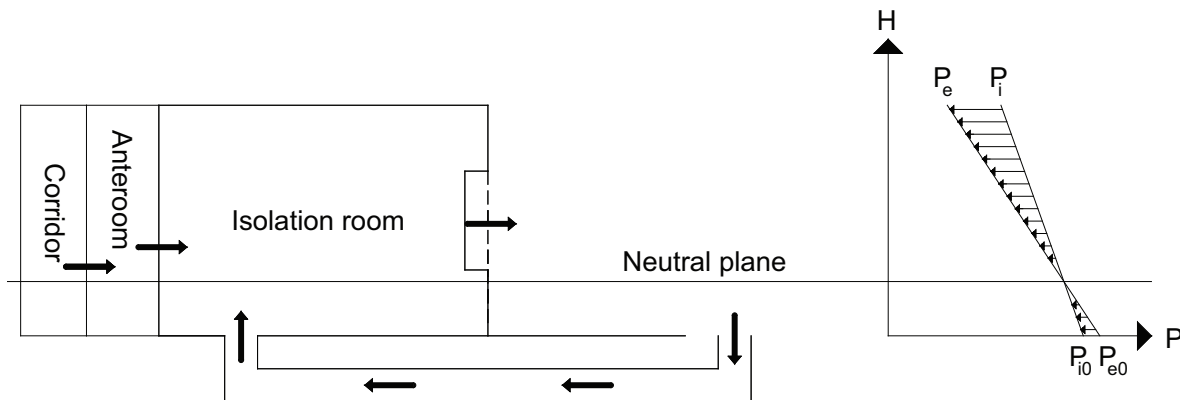 Corridor
Anteroom
Isolation room
Neutral plane
H
Pe
Pi
P
Pi0
Pe0